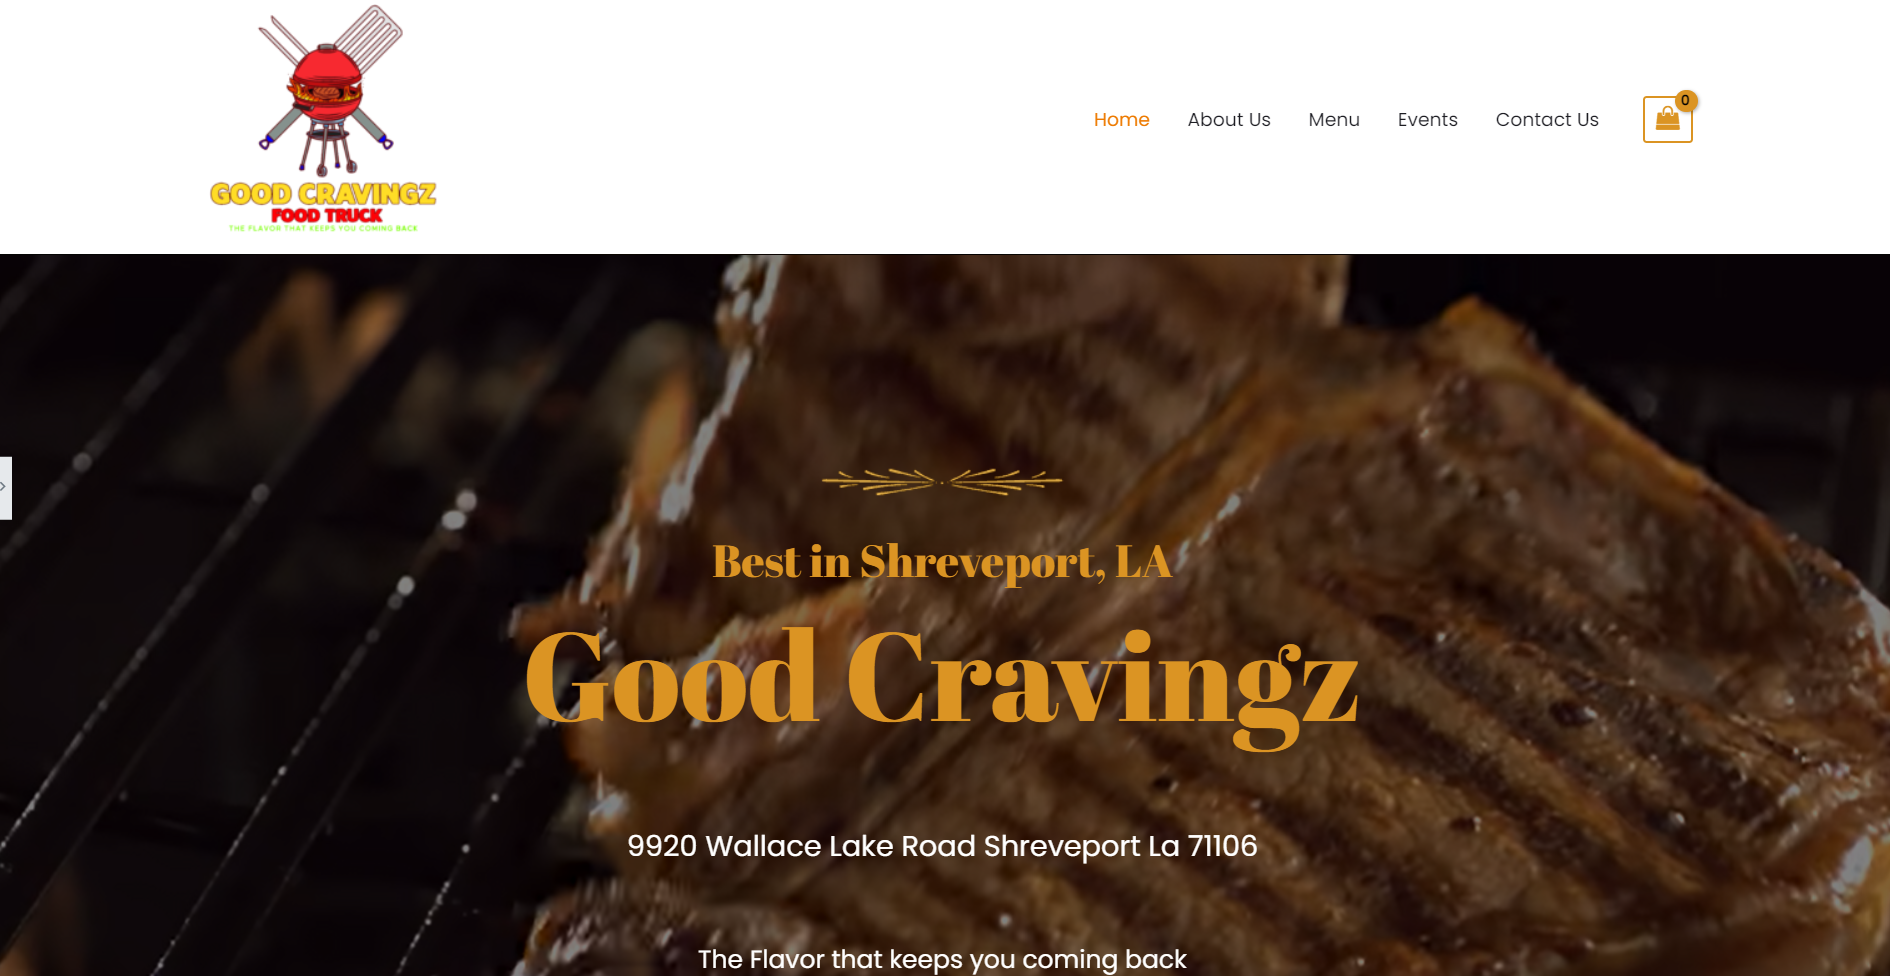 GOOD CRAVINGZ
FOOD TRUCK
THE FLAVOR THAT KEEPS YOU COMING BACK
Home
About Us
Menu
Events
Contact Us
0
Best in Shreveport, LA
Good Cravingz
9920 Wallace Lake Road Shreveport La 71106
The Flavor that keeps you coming back